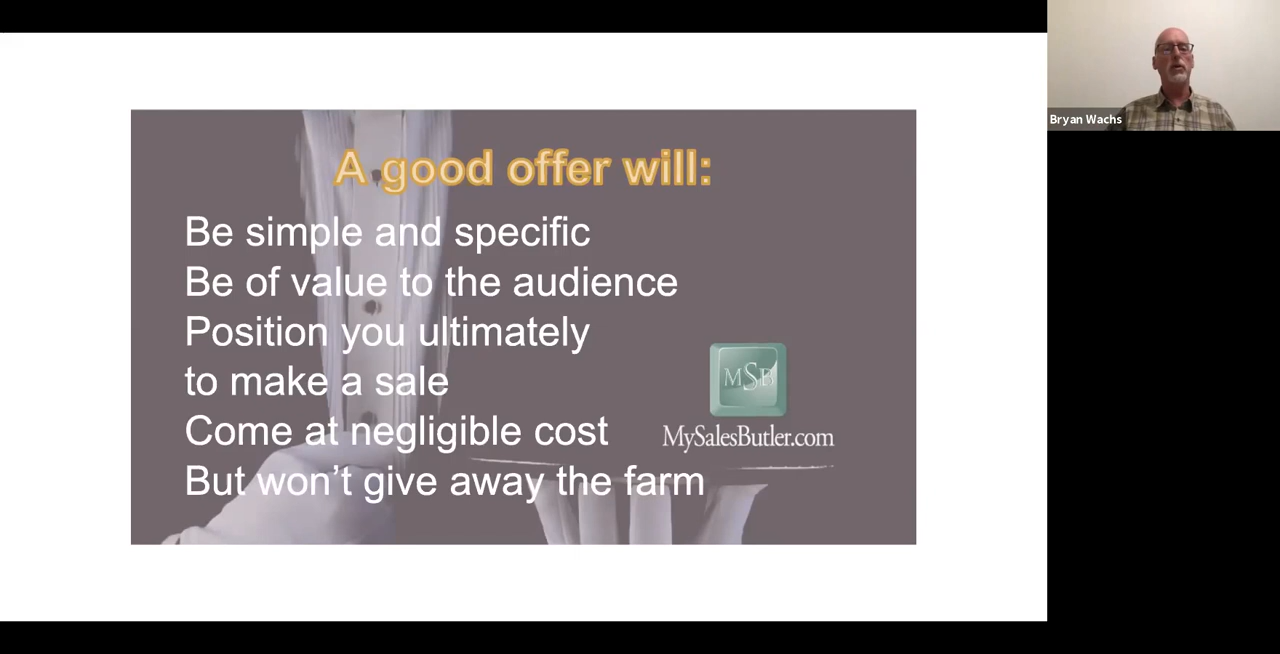 A good offer will:
Be simple and specific
Be of value to the audience
Position you ultimately
to make a sale
Come at negligible cost
But won’t give away the farm
MSB
MySalesButler.com
Bryan Wachs